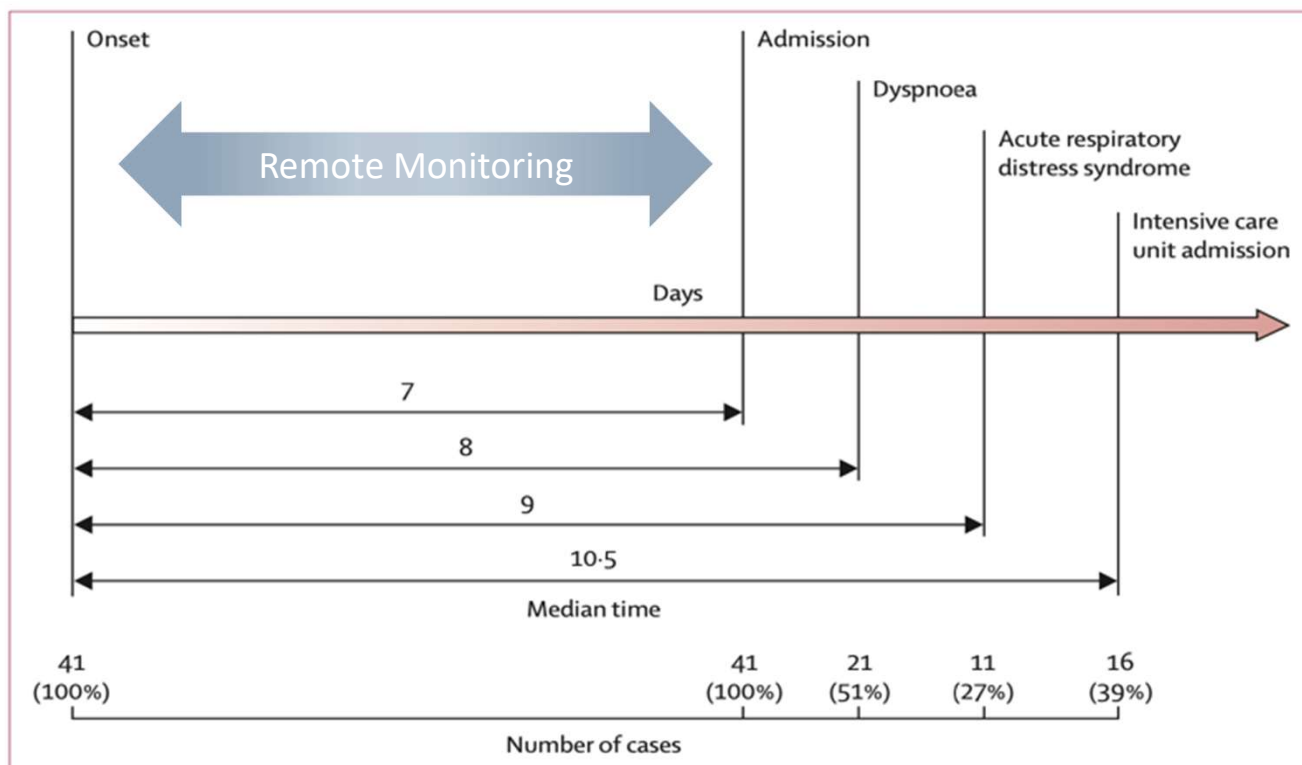 Onset
Admission
Dyspnoea
Acute respiratory
distress syndrome
Remote Monitoring
Intensive care
unit admission
Days
7
8
9
10·5
Median time
41 41 21 11 16
(100%) (100%) (51%) (27%) (39%)
Number of cases